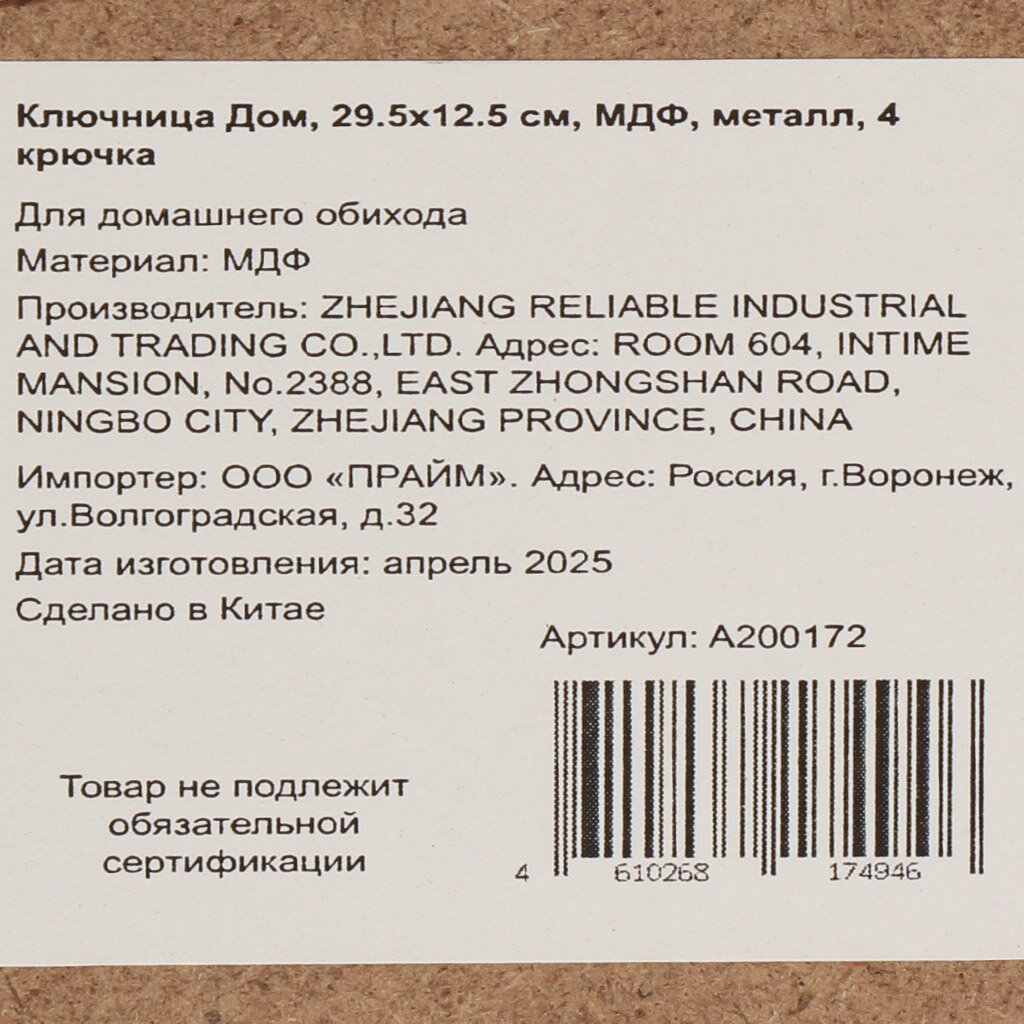 Ключница Дом, 29.5х12.5 см, МДФ, металл, 4
крючка
Для домашнего обихода
Материал: МДФ
Производитель: ZHEJIANG RELIABLE INDUSTRIAL
AND TRADING CO.,LTD. Адрес: ROOM 604, INTIME
MANSION, No.2388, EAST ZHONGSHAN ROAD,
NINGBO CITY, ZHEJIANG PROVINCE, CHINA
Импортер: ООО «ПРАЙМ». Адрес: Россия, г.Воронеж,
ул.Волгоградская, д.32
Дата изготовления: апрель 2025
Сделано в Китае
Артикул: А200172
Товар не подлежит
обязательной
сертификации
4 610268 174946